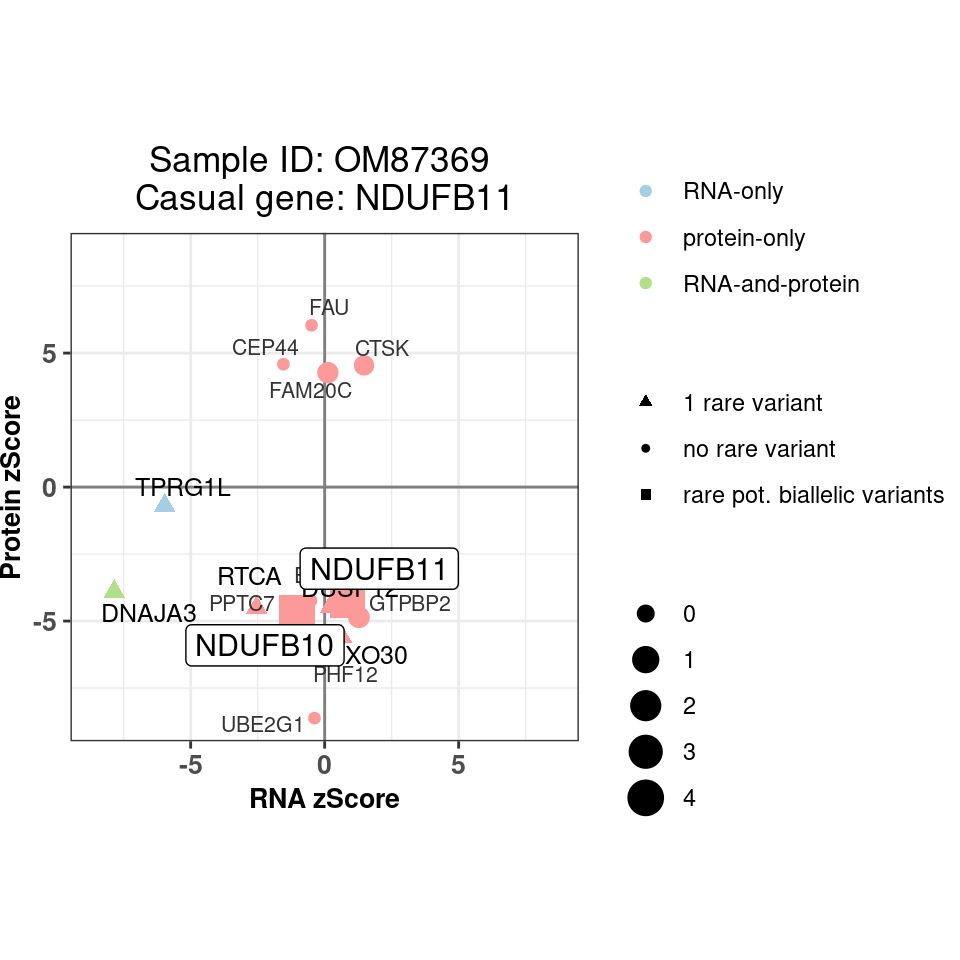 Sample ID: OM87369
Casual gene: NDUFB11
RNA-only
protein-only
RNA-and-protein
1 rare variant
no rare variant
rare pot. biallelic variants
0
1
2
3
4
Protein zScore
5
0
-5
FAU
CEP44
CTSK
FAM20C
TPRG1L
NDUFB11
RTCA
PPTC7
GTPBP2
DNAJA3
NDUFB10
XO30
PHF12
UBE2G1
-5
0
5
RNA zScore